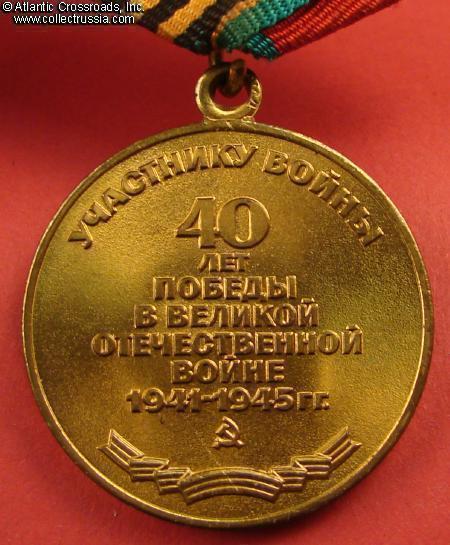 © Atlantic Crossroads, Inc.
www.collectrussia.com
УЧАСТНИКУ ВОЙНЫ
40
ЛЕТ
ПОБЕДЫ
В ВЕЛИКОЙ
ОТЕЧЕСТВЕННОЙ
ВОЙНЕ
1941-1945 гг.